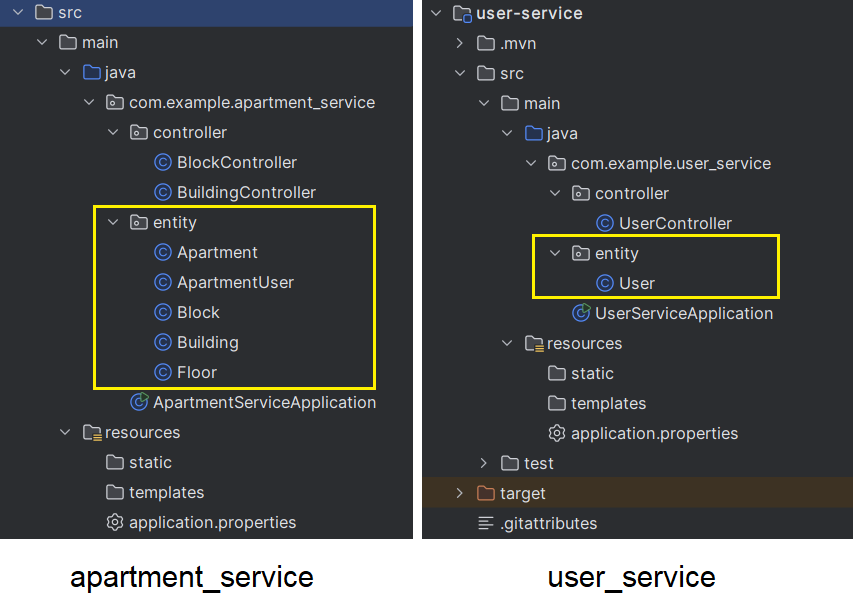 src
main
java
com.example.apartment_service
controller
BlockController
BuildingController
entity
Apartment
ApartmentUser
Block
Building
Floor
ApartmentServiceApplication
resources
static
templates
application.properties
apartment_service
user-service
.mvn
src
main
java
com.example.user_service
controller
UserController
entity
User
UserServiceApplication
resources
static
templates
application.properties
test
target
.gitattributes
user_service